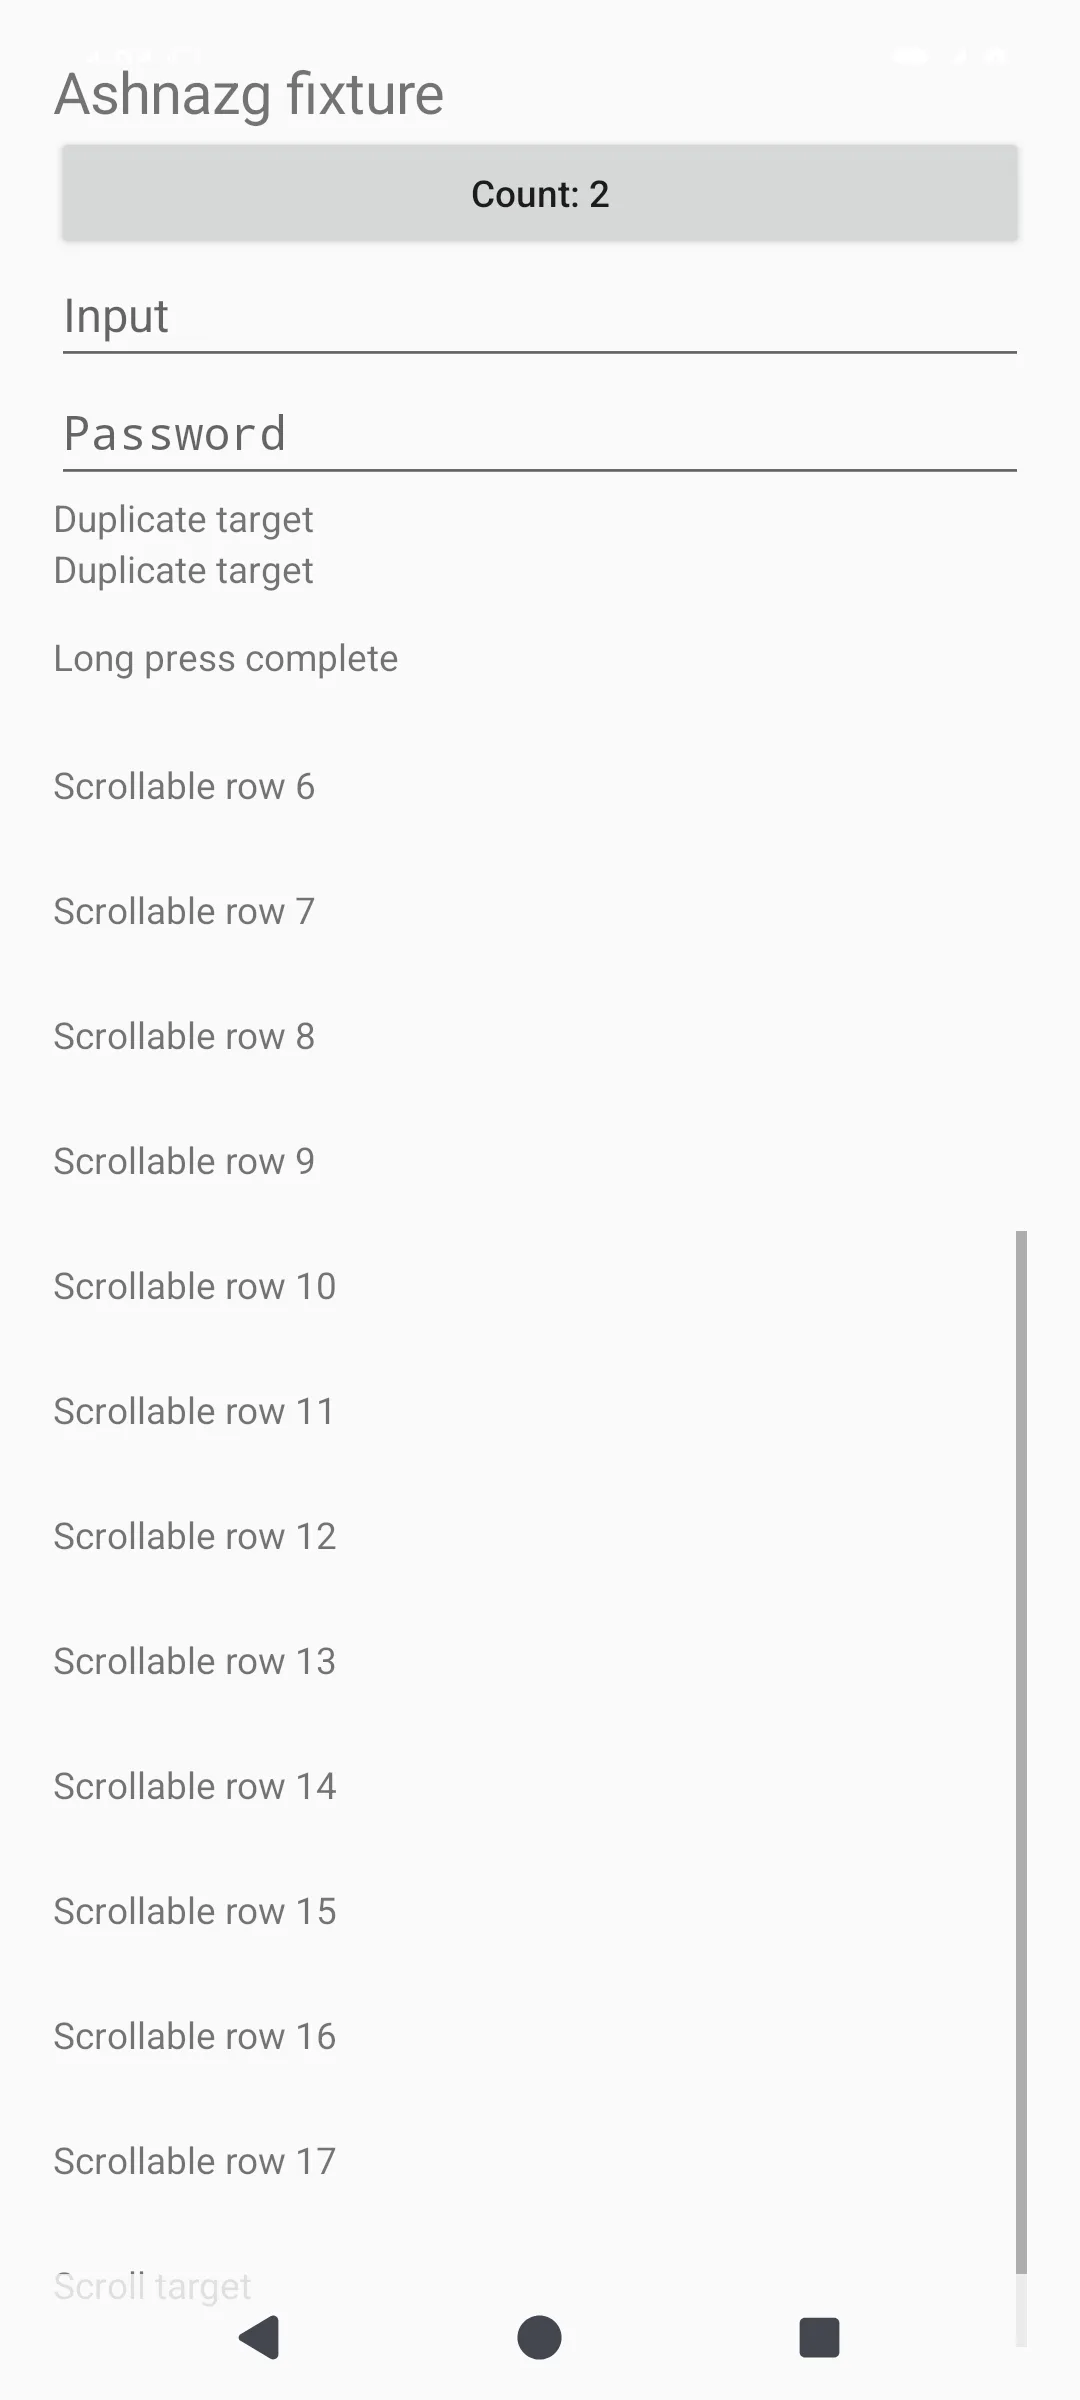 Ashnazg fixture
Count: 2
Input
Password
Duplicate target
Duplicate target
Long press complete
Scrollable row 6
Scrollable row 7
Scrollable row 8
Scrollable row 9
Scrollable row 10
Scrollable row 11
Scrollable row 12
Scrollable row 13
Scrollable row 14
Scrollable row 15
Scrollable row 16
Scrollable row 17
Scroll target